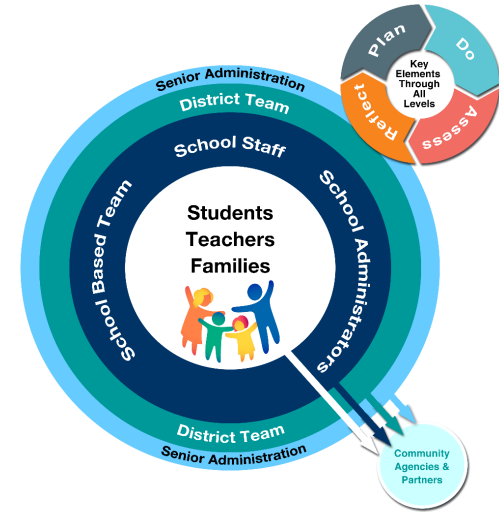 Plan
Do
Assess
Reflect
Key
Elements
Through
All
Levels
Senior Administration
District Team
School Staff
School Based Team
School Administrators
Students
Teachers
Families
District Team
Senior Administration
Community
Agencies &
Partners